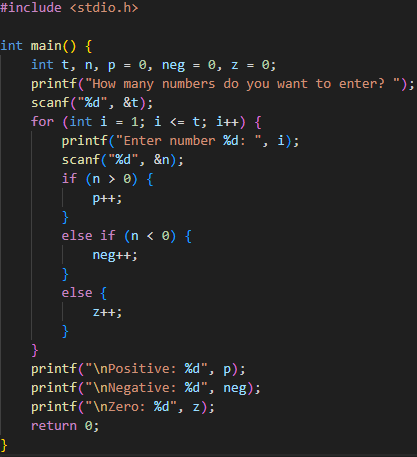 #include <stdio.h>
int main() {
int t, n, p = 0, neg = 0, z = 0;
printf("How many numbers do you want to enter? ");
scanf("%d", &t);
for (int i = 1; i <= t; i++) {
printf("Enter number %d: ", i);
scanf("%d", &n);
if (n > 0) {
p++;
}
else if (n < 0) {
neg++;
}
else {
z++;
}
}
printf("\nPositive: %d", p);
printf("\nNegative: %d", neg);
printf("\nZero: %d", z);
return 0;
}